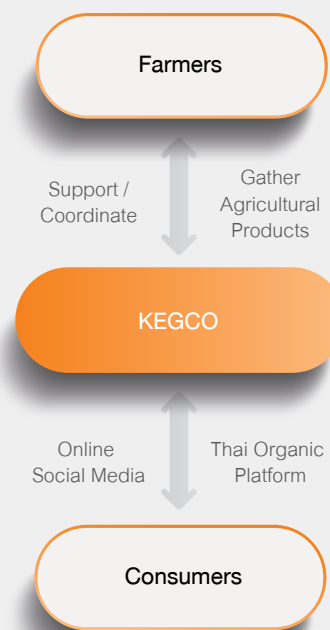 Farmers
Support /
Coordinate
Gather
Agricultural
Products
KEGCO
Online
Social Media
Thai Organic
Platform
Consumers